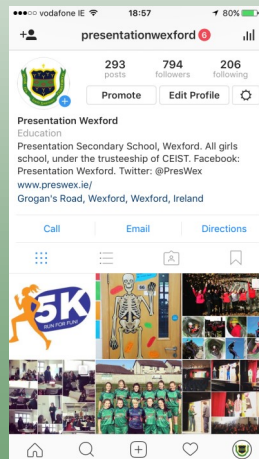 vodafone IE 18:57 80%
presentationwexford 6
293 794 206
posts followers following
Promote Edit Profile
Presentation Wexford
Education
Presentation Secondary School, Wexford. All girls
school, under the trusteeship of CEIST. Facebook:
Presentation Wexford. Twitter: @PresWex
www.preswex.ie/
Grogan's Road, Wexford, Wexford, Ireland
Call Email Directions
5K
RUN FOR FUN!